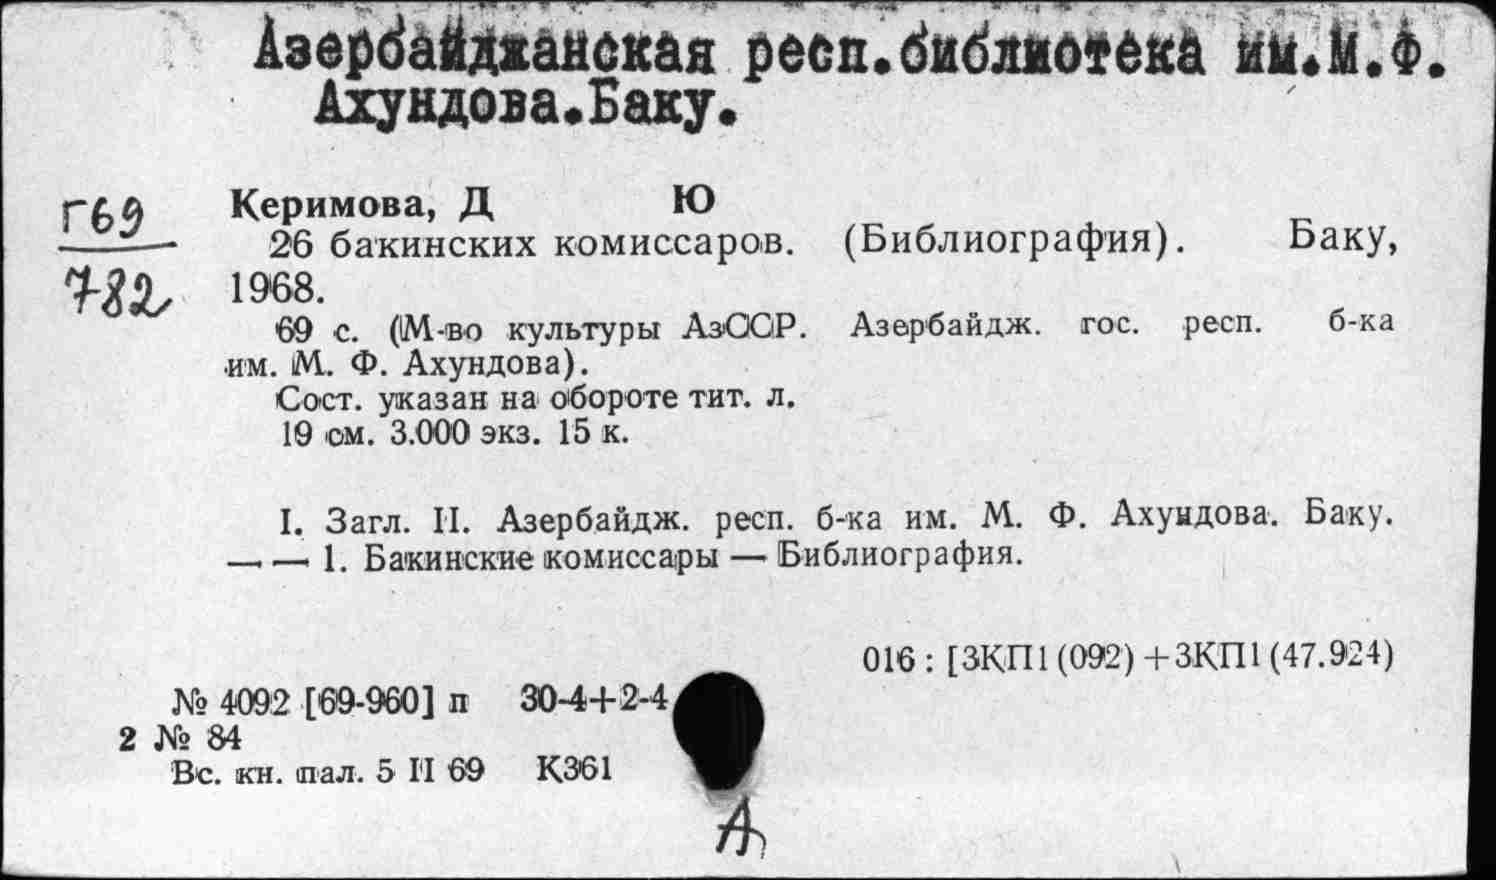 Азербайджанская респ.библиотека им.М.Ф.
Ахундова.Баку.
Г69
782
Керимова, Д Ю
26 бакинских комиссаров. (Библиография). Баку,
1968.
69 с. (М-во культуры АзССР. Азербайдж. гос. респ. б-ка
им. М. Ф. Ахундова).
Сост. указан на обороте тит. л.
19 см. 3.000 экз. 15 к.
I. Загл. II. Азербайдж. респ. б-ка им. М. Ф. Ахундова. Баку.
— — 1. Бакинские комиссары — Библиография.
016 : [3КП1 (092) + 3КП1 (47.924)
№ 4092 [69-960] п 30-4+2-4
2 № 84
Вс. кн. пал. 5 II 69 К361